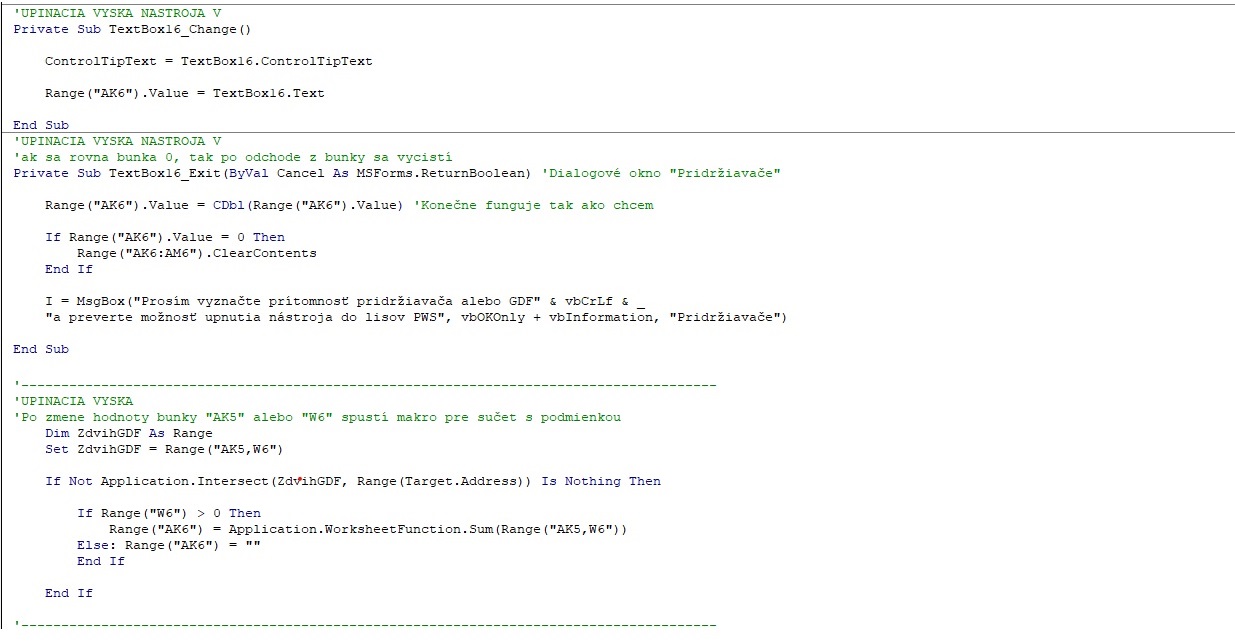 'UPINACIA VYSKA NASTROJA V
Private Sub TextBox16_Change()
ControlTipText = TextBox16.ControlTipText
Range("AK6").Value = TextBox16.Text
End Sub
'UPINACIA VYSKA NASTROJA V
'ak sa rovna bunka 0, tak po odchode z bunky sa vycistí
Private Sub TextBox16_Exit(ByVal Cancel As MSForms.ReturnBoolean) 'Dialogové okno "Pridržiavače"
Range("AK6").Value = CDbl(Range("AK6").Value) 'Konečne funguje tak ako chcem
If Range("AK6").Value = 0 Then
Range("AK6:AM6").ClearContents
End If
I = MsgBox("Prosím vyznačte prítomnosť pridržiavača alebo GDF" & vbCrLf & _
"a preverte možnosť upnutia nástroja do lisov PWS", vbOKOnly + vbInformation, "Pridržiavače")
End Sub
'---------------------------------------------------------------------------------------
'UPINACIA VYSKA
'Po zmene hodnoty bunky "AK5" alebo "W6" spustí makro pre sučet s podmienkou
Dim ZdvihGDF As Range
Set ZdvihGDF = Range("AK5,W6")
If Not Application.Intersect(ZdvihGDF, Range(Target.Address)) Is Nothing Then
If Range("W6") > 0 Then
Range("AK6") = Application.WorksheetFunction.Sum(Range("AK5,W6"))
Else: Range("AK6") = ""
End If
End If
'---------------------------------------------------------------------------------------